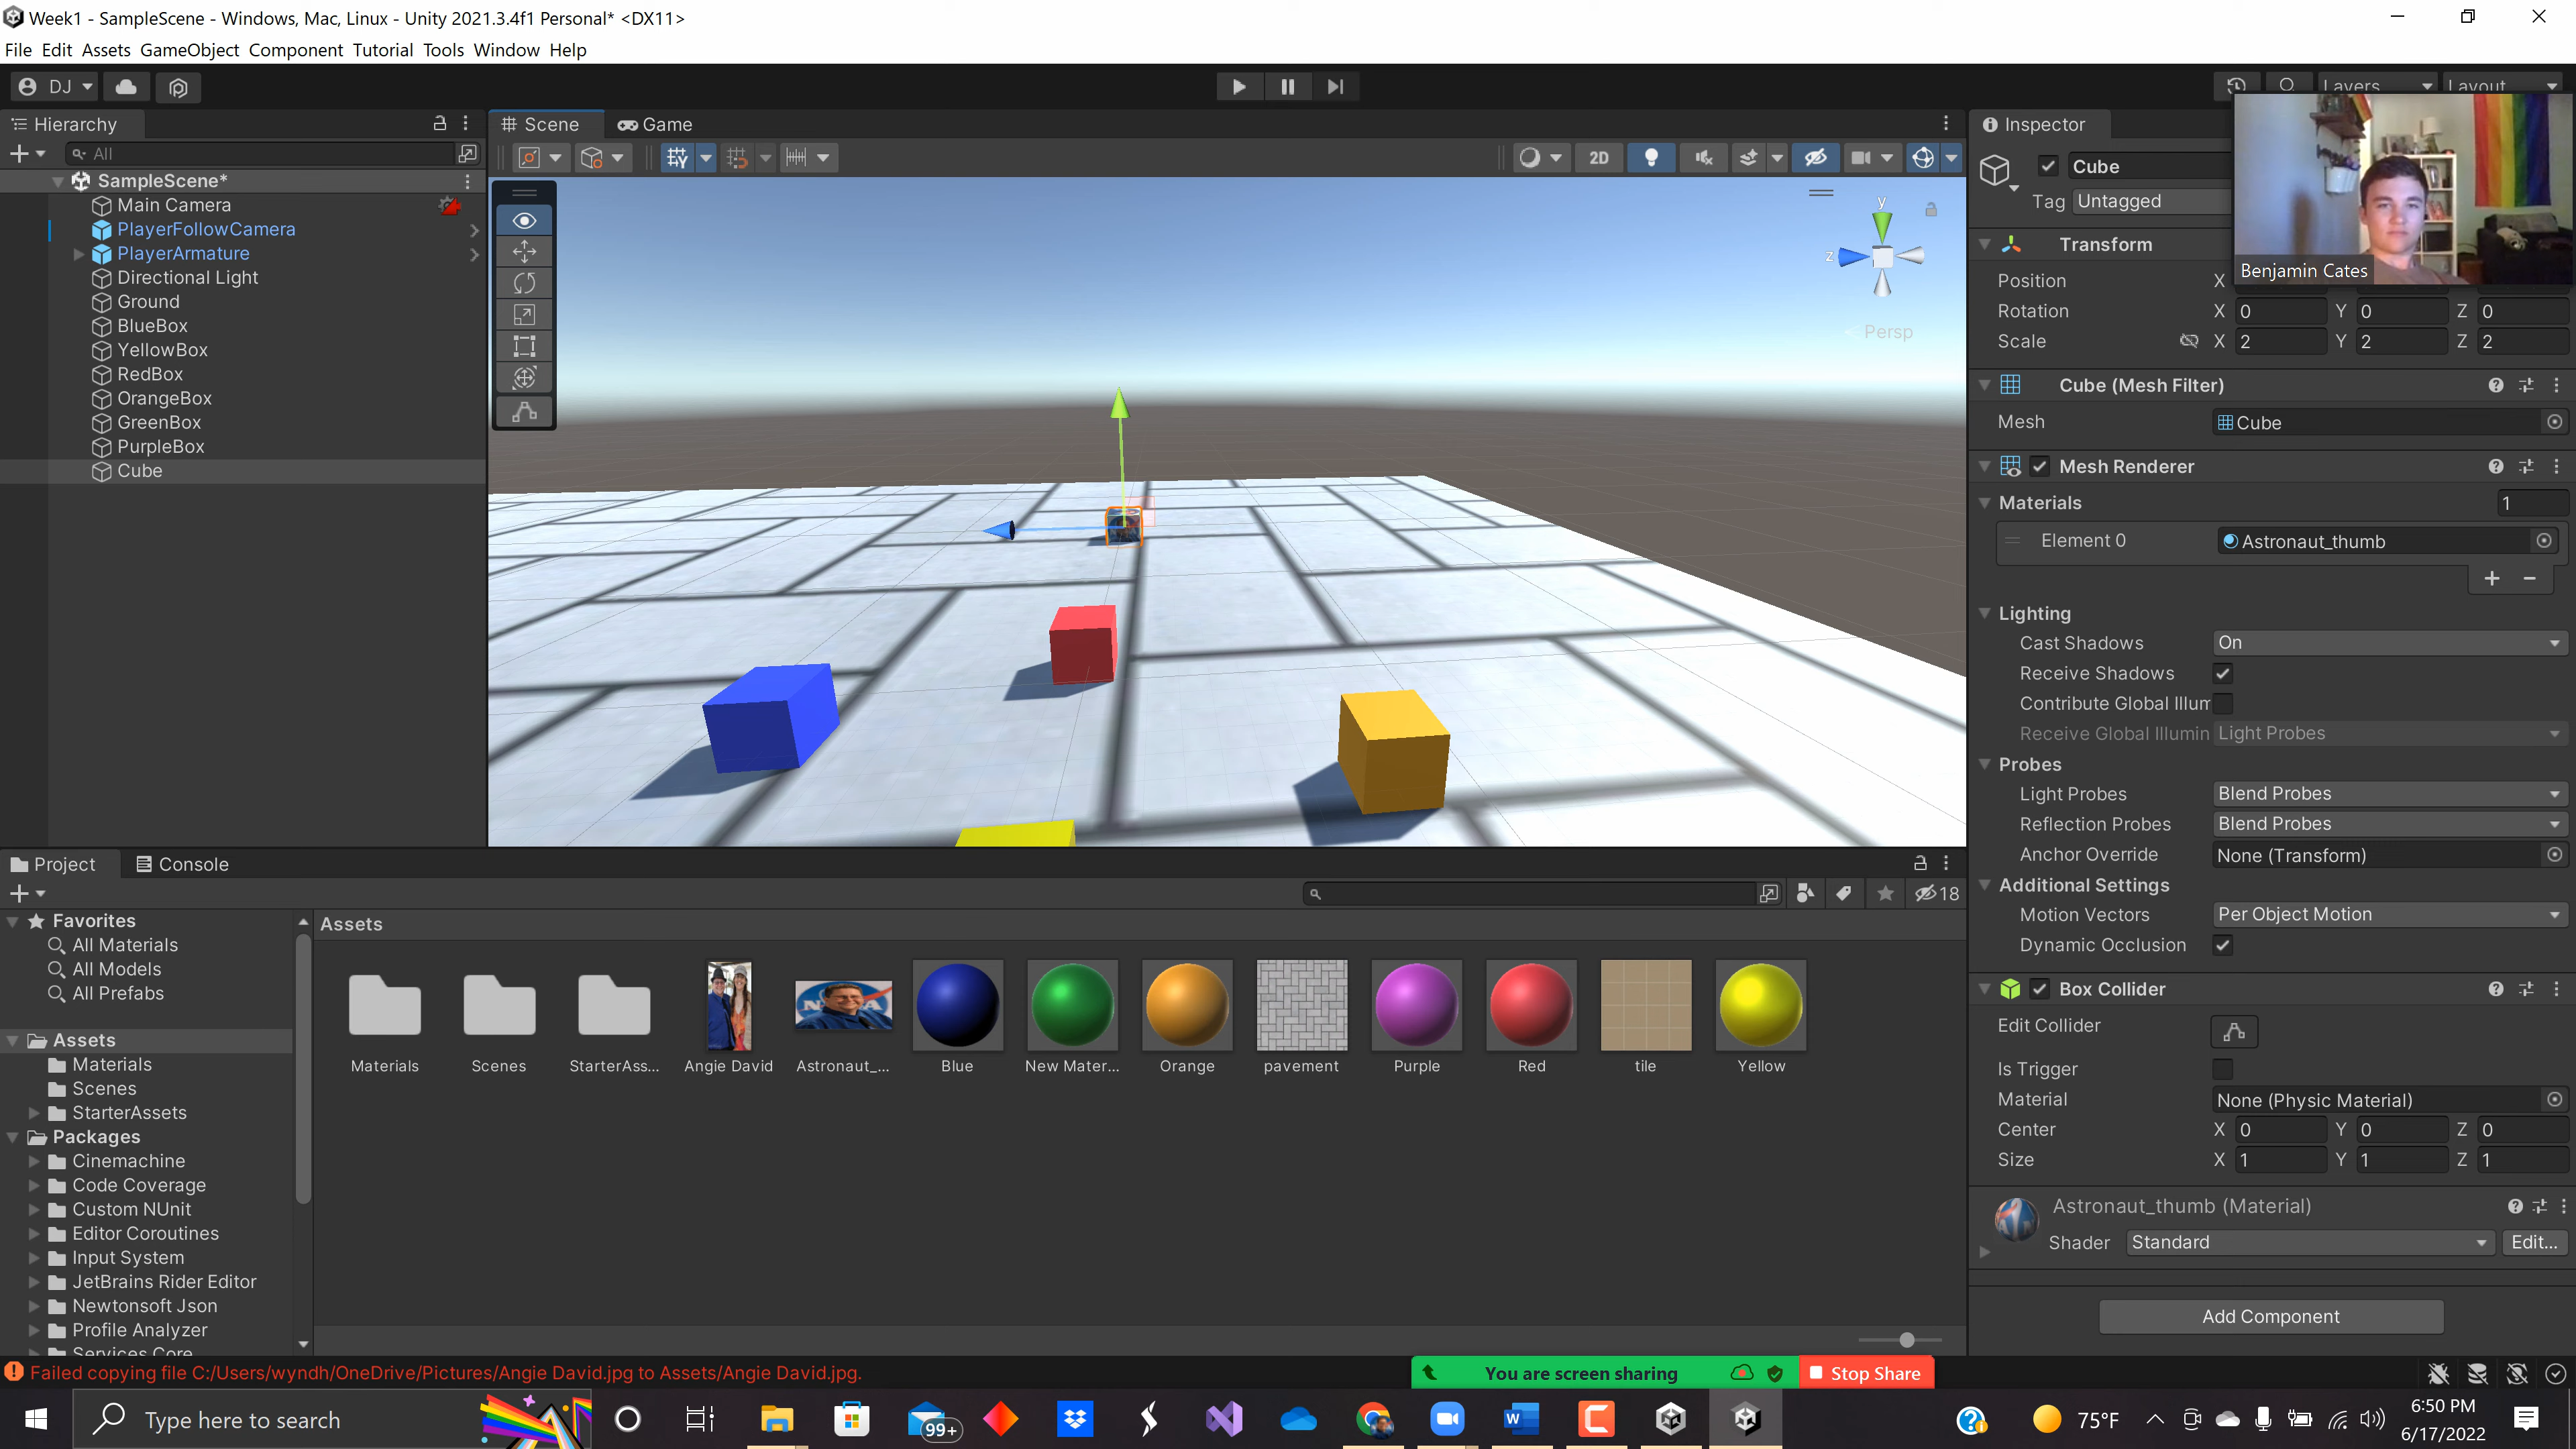 Week1 - SampleScene - Windows, Mac, Linux - Unity 2021.3.4f1 Personal* <DX11>
File Edit Assets GameObject Component Tutorial Tools Window Help
DJ
Layers Layout
Hierarchy
All
SampleScene*
Main Camera
PlayerFollowCamera
PlayerArmature
Directional Light
Ground
BlueBox
YellowBox
RedBox
OrangeBox
GreenBox
PurpleBox
Cube
Scene Game
2D
y
z
Persp
Inspector
Cube
Tag Untagged
Benjamin Cates
Transform
Position X
Rotation X 0 Y 0 Z 0
Scale X 2 Y 2 Z 2
Cube (Mesh Filter)
Mesh Cube
Mesh Renderer
Materials 1
Element 0 Astronaut_thumb
Lighting
Cast Shadows On
Receive Shadows
Contribute Global Illum
Receive Global Illumin Light Probes
Probes
Light Probes Blend Probes
Reflection Probes Blend Probes
Anchor Override None (Transform)
Additional Settings
Motion Vectors Per Object Motion
Dynamic Occlusion
Box Collider
Edit Collider
Is Trigger
Material None (Physic Material)
Center X 0 Y 0 Z 0
Size X 1 Y 1 Z 1
Astronaut_thumb (Material)
Shader Standard Edit...
Add Component
Project Console
18
Favorites
All Materials
All Models
All Prefabs
Assets
Materials
Scenes
StarterAssets
Packages
Cinemachine
Code Coverage
Custom NUnit
Editor Coroutines
Input System
JetBrains Rider Editor
Newtonsoft Json
Profile Analyzer
Services Core
Assets
Materials Scenes StarterAss... Angie David Astronaut_... Blue New Mater... Orange pavement Purple Red tile Yellow
Failed copying file C:/Users/wyndh/OneDrive/Pictures/Angie David.jpg to Assets/Angie David.jpg.
You are screen sharing Stop Share
Type here to search
99+
75°F
6:50 PM
6/17/2022